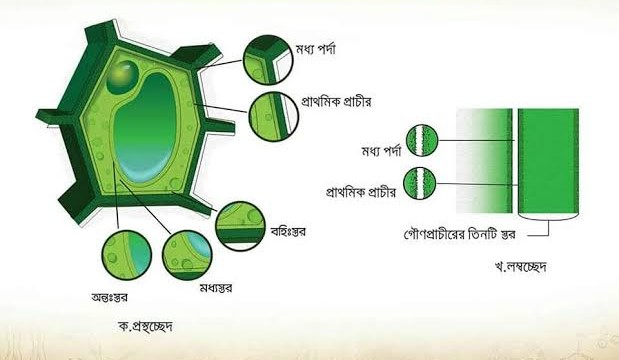 মধ্য পর্দা
প্রাথমিক প্রাচীর
মধ্য পর্দা
প্রাথমিক প্রাচীর
বহিঃস্তর
গৌণপ্রাচীরের তিনটি স্তর
মধ্যস্তর
অন্তঃস্তর
খ.লম্বচ্ছেদ
ক.প্রস্থচ্ছেদ